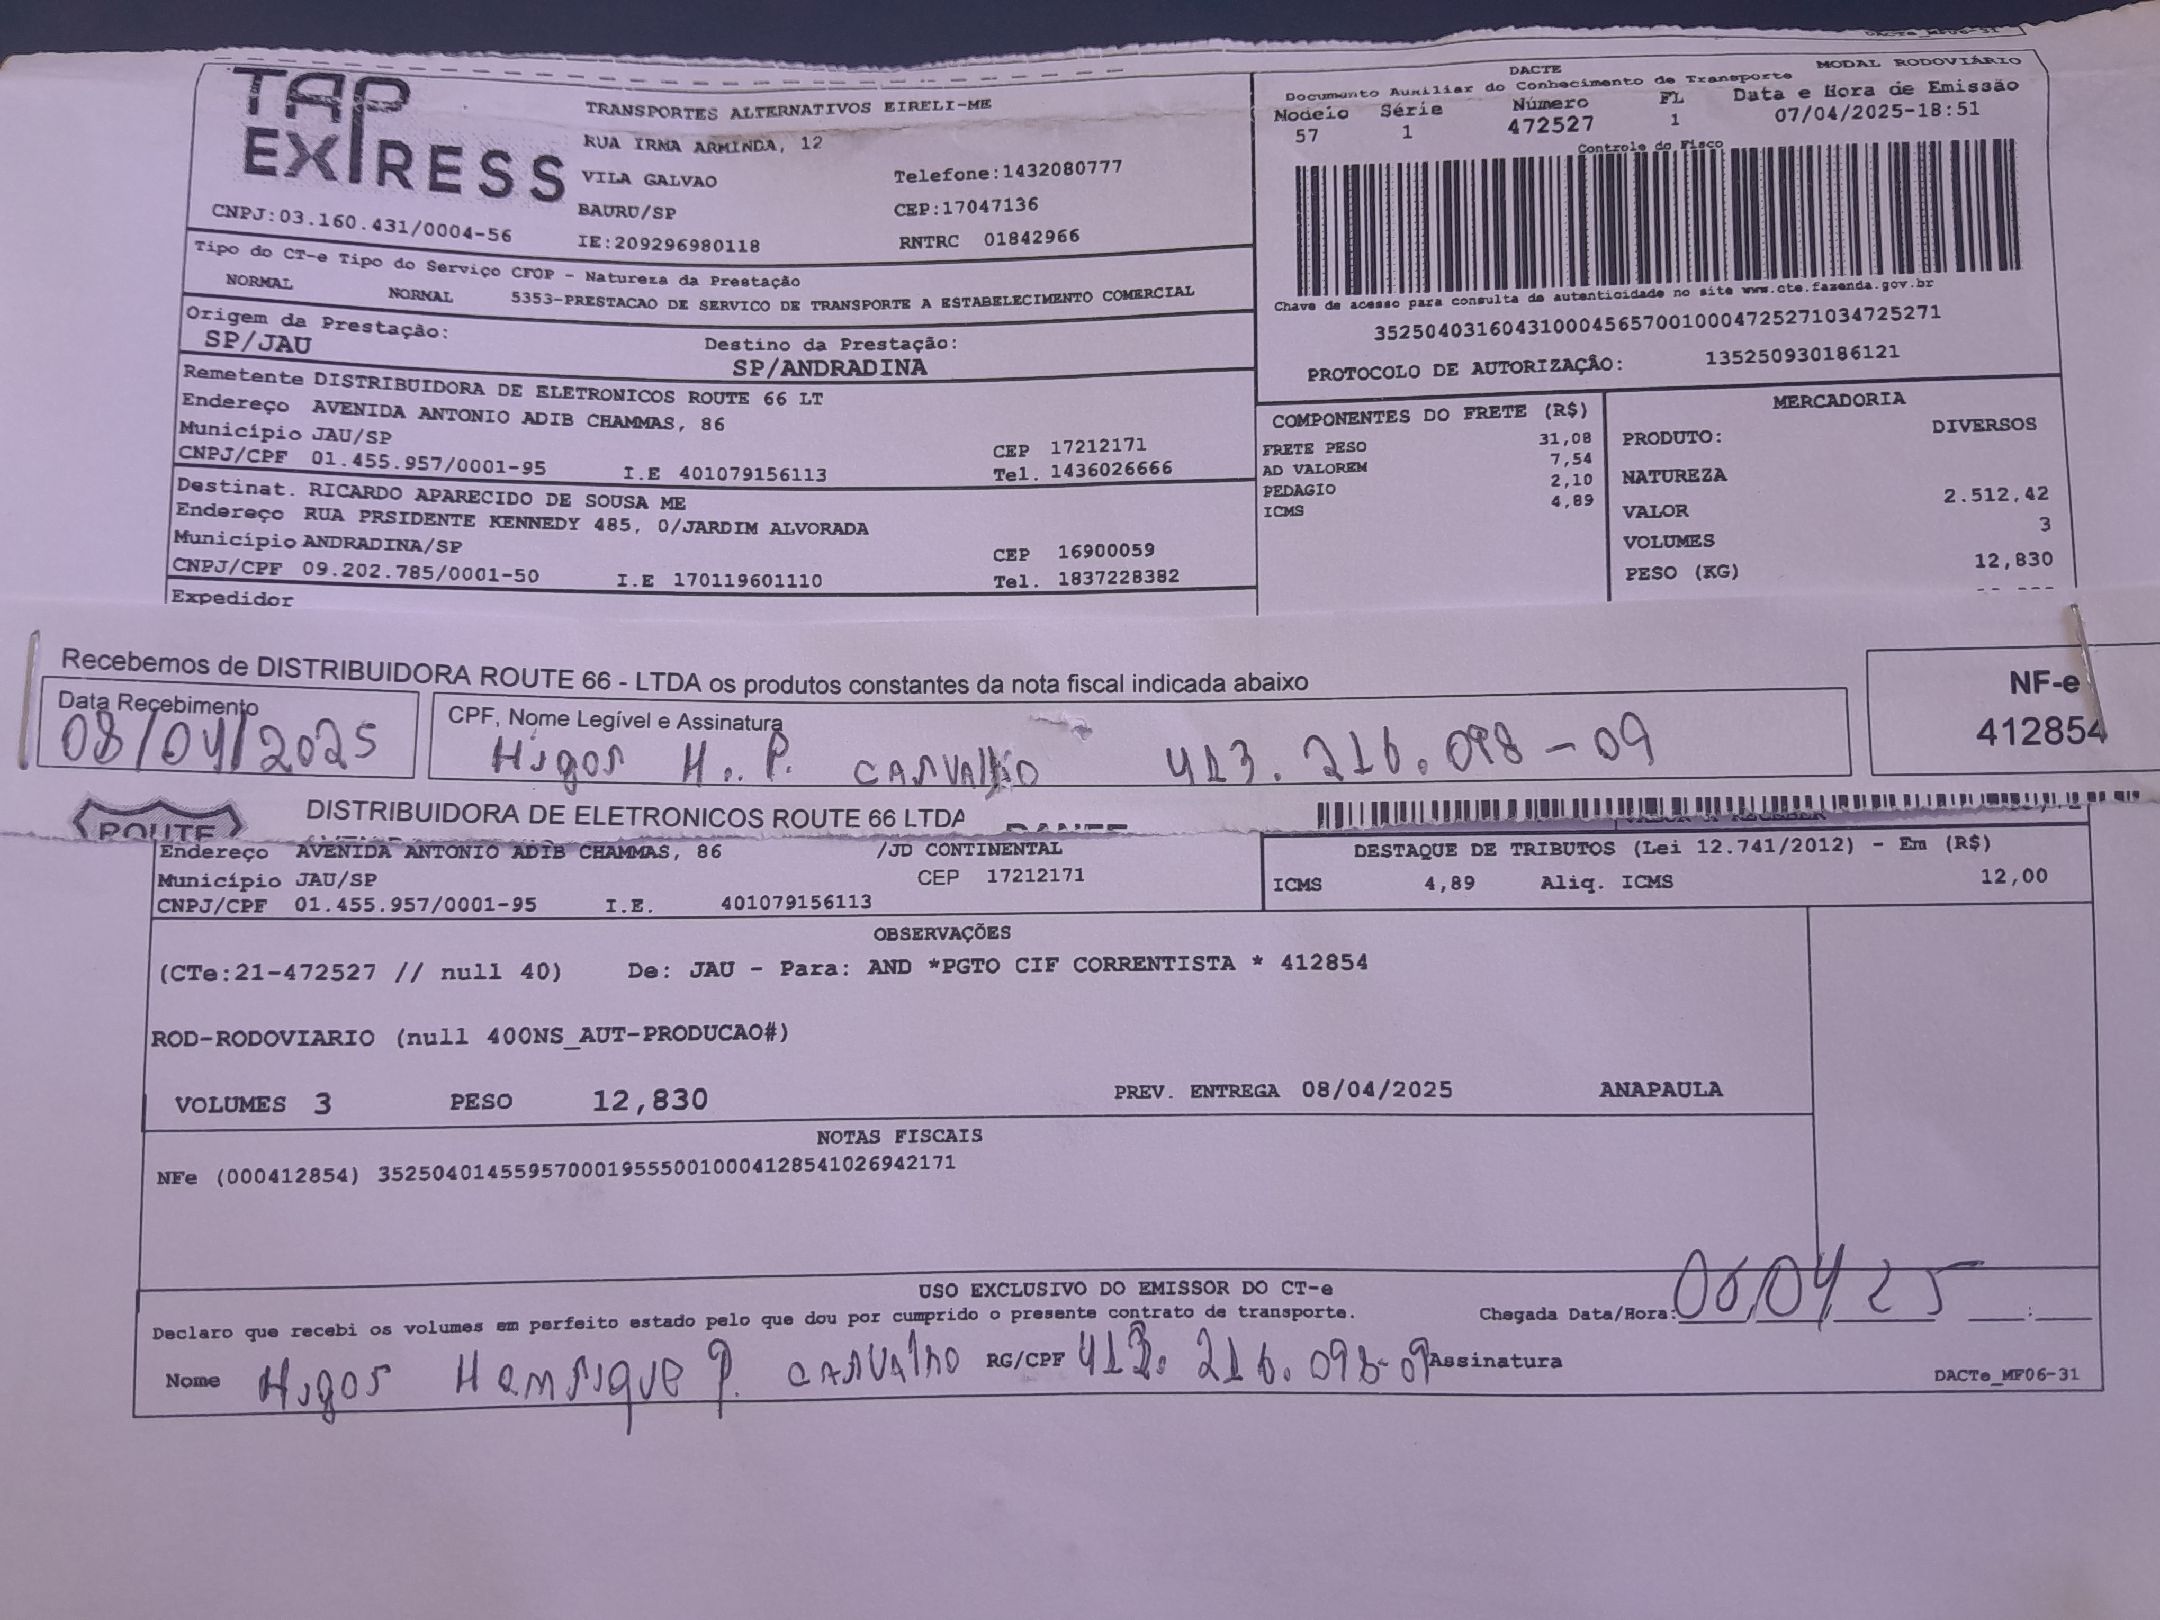 TAP EXPRESS
TRANSPORTES ALTERNATIVOS EIRELI-ME
RUA IRMA ARMINDA, 12
VILA GALVAO Telefone:1432080777
BAURU/SP CEP:17047136
CNPJ:03.160.431/0004-56 IE:209296980118 RNTRC 01842966
Tipo do CT-e Tipo do Serviço CFOP - Natureza da Prestação
NORMAL NORMAL 5353-PRESTACAO DE SERVICO DE TRANSPORTE A ESTABELECIMENTO COMERCIAL
Origem da Prestação: Destino da Prestação:
SP/JAU SP/ANDRADINA
Remetente DISTRIBUIDORA DE ELETRONICOS ROUTE 66 LT
Endereço AVENIDA ANTONIO ADIB CHAMMAS, 86
Município JAU/SP CEP 17212171
CNPJ/CPF 01.455.957/0001-95 I.E 401079156113 Tel. 1436026666
Destinat. RICARDO APARECIDO DE SOUSA ME
Endereço RUA PRSIDENTE KENNEDY 485, 0/JARDIM ALVORADA
Município ANDRADINA/SP CEP 16900059
CNPJ/CPF 09.202.785/0001-50 I.E 170119601110 Tel. 1837228382
Expedidor
DACTe_MF06-31
DACTE MODAL RODOVIÁRIO
Documento Auxiliar do Conhecimento de Transporte
Modelo Série Número FL Data e Hora de Emissão
57 1 472527 1 07/04/2025-18:51
Controle do Fisco
Chave de acesso para consulta de autenticidade no site www.cte.fazenda.gov.br
35250403160431000456570010004725271034725271
PROTOCOLO DE AUTORIZAÇÃO: 135250930186121
COMPONENTES DO FRETE (R$)
FRETE PESO 31,08
AD VALOREM 7,54
PEDAGIO 2,10
ICMS 4,89
MERCADORIA
PRODUTO: DIVERSOS
NATUREZA
VALOR 2.512,42
VOLUMES 3
PESO (KG) 12,830
Recebemos de DISTRIBUIDORA ROUTE 66 - LTDA os produtos constantes da nota fiscal indicada abaixo
Data Recebimento CPF, Nome Legível e Assinatura
08/04/2025 Higor H. P. CARVALHO 413.216.098-09
NF-e
412854
ROUTE DISTRIBUIDORA DE ELETRONICOS ROUTE 66 LTDA
Endereço AVENIDA ANTONIO ADIB CHAMMAS, 86 /JD CONTINENTAL
Município JAU/SP CEP 17212171
CNPJ/CPF 01.455.957/0001-95 I.E. 401079156113
DESTAQUE DE TRIBUTOS (Lei 12.741/2012) - Em (R$)
ICMS 4,89 Aliq. ICMS 12,00
OBSERVAÇÕES
(CTe:21-472527 // null 40) De: JAU - Para: AND *PGTO CIF CORRENTISTA * 412854
ROD-RODOVIARIO (null 400NS_AUT-PRODUCAO#)
VOLUMES 3 PESO 12,830 PREV. ENTREGA 08/04/2025 ANAPAULA
NOTAS FISCAIS
NFe (000412854) 35250401455957000195550010004128541026942171
USO EXCLUSIVO DO EMISSOR DO CT-e
Declaro que recebi os volumes em perfeito estado pelo que dou por cumprido o presente contrato de transporte. Chegada Data/Hora: 08/04/25 __:__
Nome Higor Henrique P. CARVALHO RG/CPF 413.216.098-09 Assinatura
DACTe_MF06-31